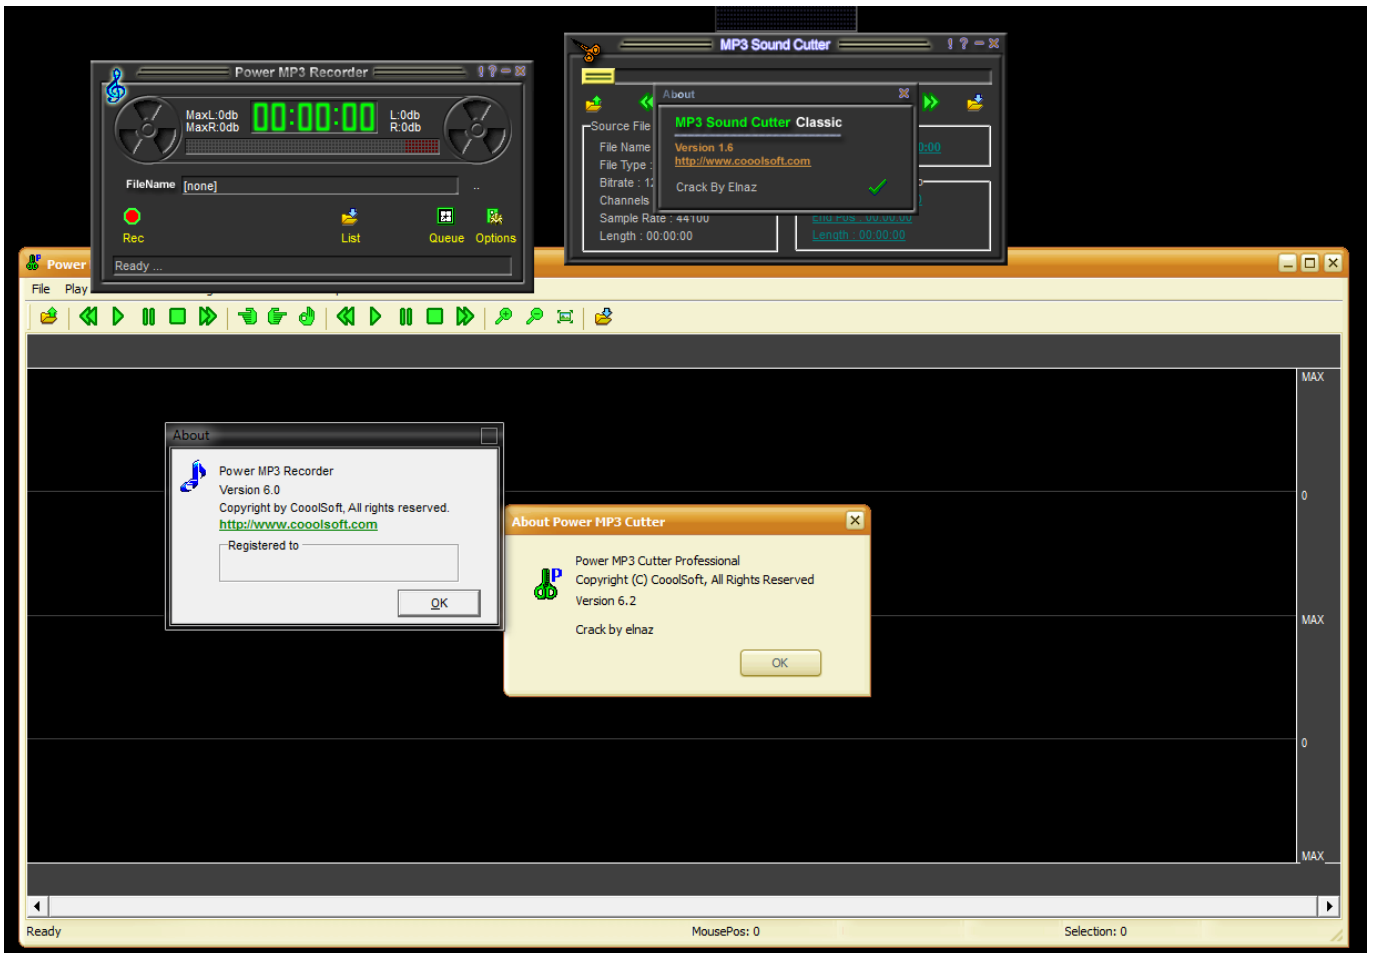 MP3 Sound Cutter
Power MP3 Recorder
MaxL:0db
MaxR:0db
00:00:00
L:0db
R:0db
FileName [none] ..
Rec
List
Queue
Options
Ready ...
About
MP3 Sound Cutter Classic
Version 1.6
http://www.cooolsoft.com
Crack By Elnaz
Source File
File Name
File Type :
Bitrate :
Channels
Sample Rate : 44100
Length : 00:00:00
End Pos : 00:00:00
Length : 00:00:00
Power
File Play
MAX
0
MAX
0
MAX
About
Power MP3 Recorder
Version 6.0
Copyright by CooolSoft, All rights reserved.
http://www.cooolsoft.com
Registered to
OK
About Power MP3 Cutter
Power MP3 Cutter Professional
Copyright (C) CooolSoft, All Rights Reserved
Version 6.2
Crack by elnaz
OK
Ready
MousePos: 0
Selection: 0